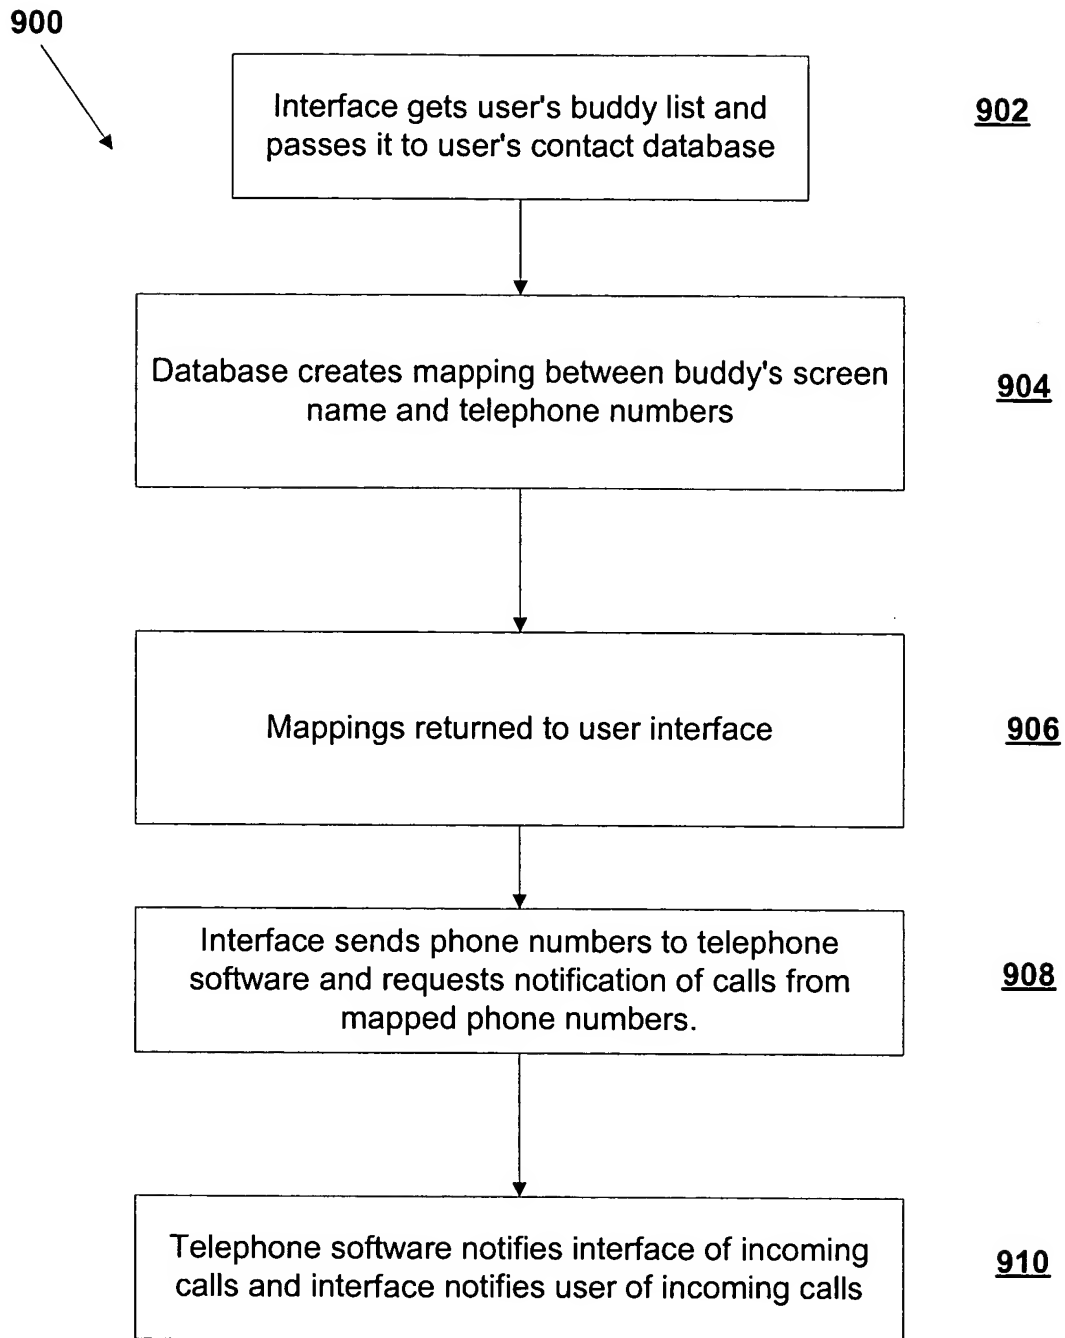 900
Interface gets user's buddy list and
passes it to user's contact database
902
Database creates mapping between buddy's screen
name and telephone numbers
904
Mappings returned to user interface
906
Interface sends phone numbers to telephone
software and requests notification of calls from
mapped phone numbers.
908
Telephone software notifies interface of incoming
calls and interface notifies user of incoming calls
910